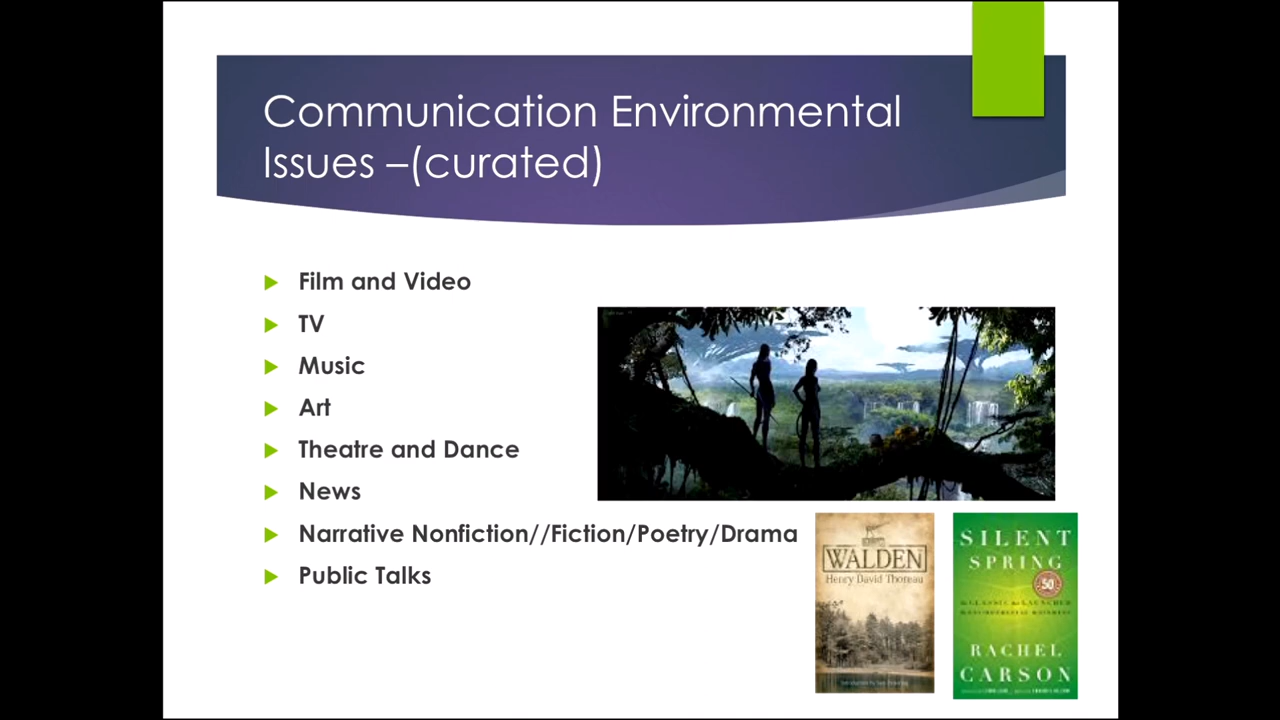 Communication Environmental
Issues –(curated)
Film and Video
TV
Music
Art
Theatre and Dance
News
Narrative Nonfiction//Fiction/Poetry/Drama
Public Talks
WALDEN
Henry David Thoreau
SILENT
SPRING
50
RACHEL
CARSON